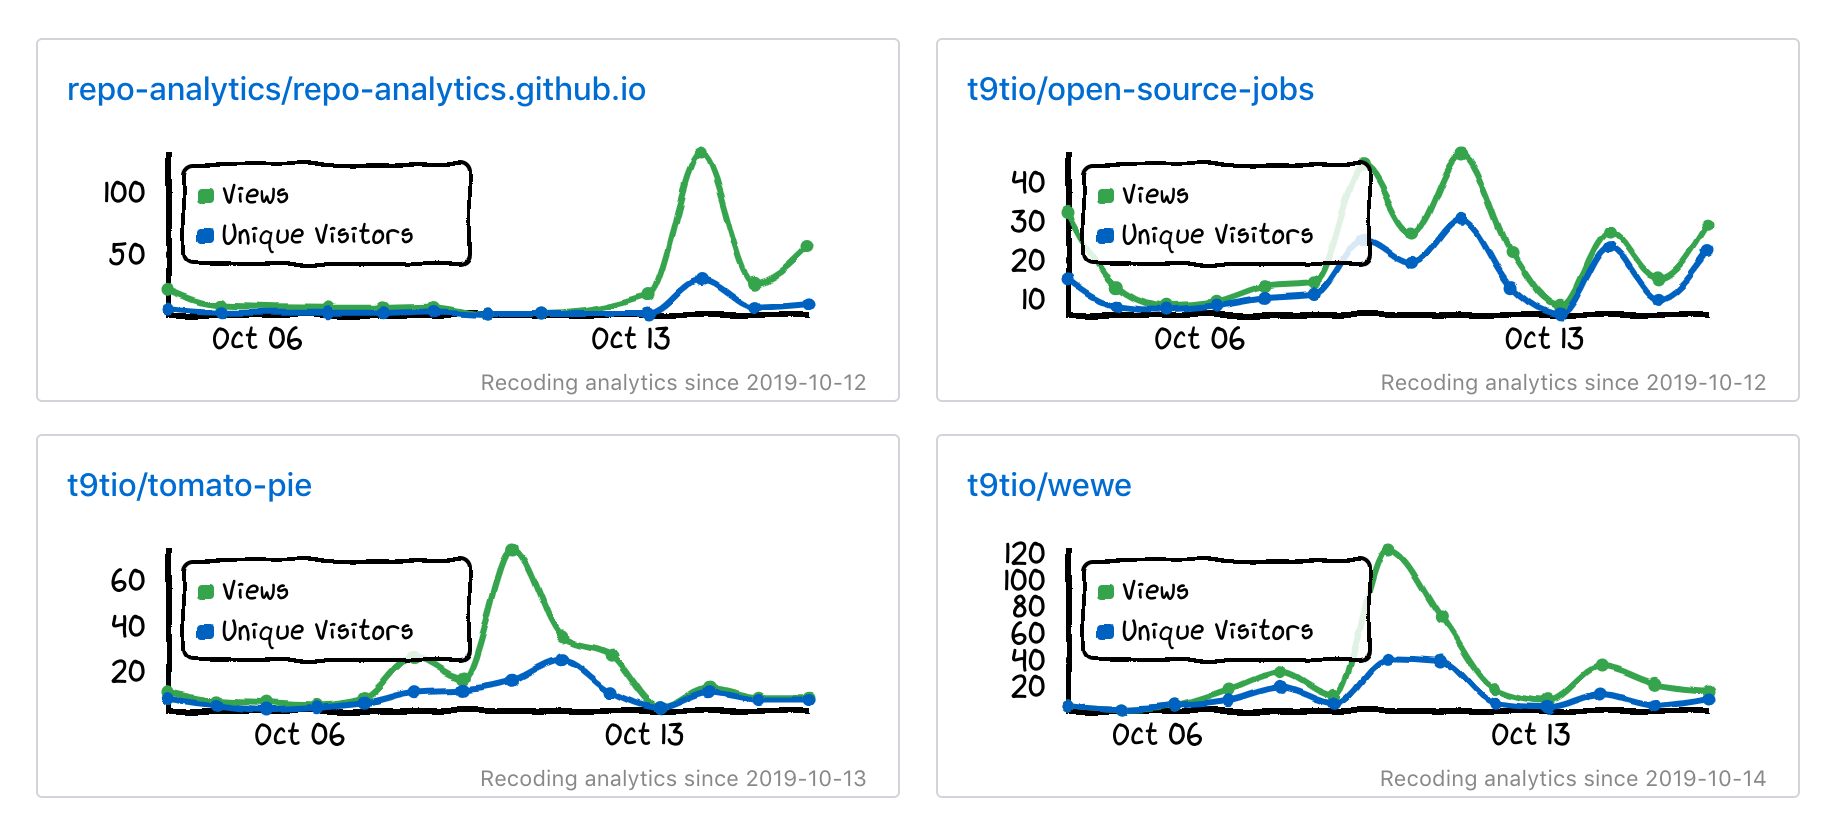 repo-analytics/repo-analytics.github.io
100
50
Views
Unique Visitors
Oct 06
Oct 13
Recoding analytics since 2019-10-12
t9tio/open-source-jobs
40
30
20
10
Views
Unique Visitors
Oct 06
Oct 13
Recoding analytics since 2019-10-12
t9tio/tomato-pie
60
40
20
Views
Unique Visitors
Oct 06
Oct 13
Recoding analytics since 2019-10-13
t9tio/wewe
120
100
80
60
40
20
Views
Unique Visitors
Oct 06
Oct 13
Recoding analytics since 2019-10-14